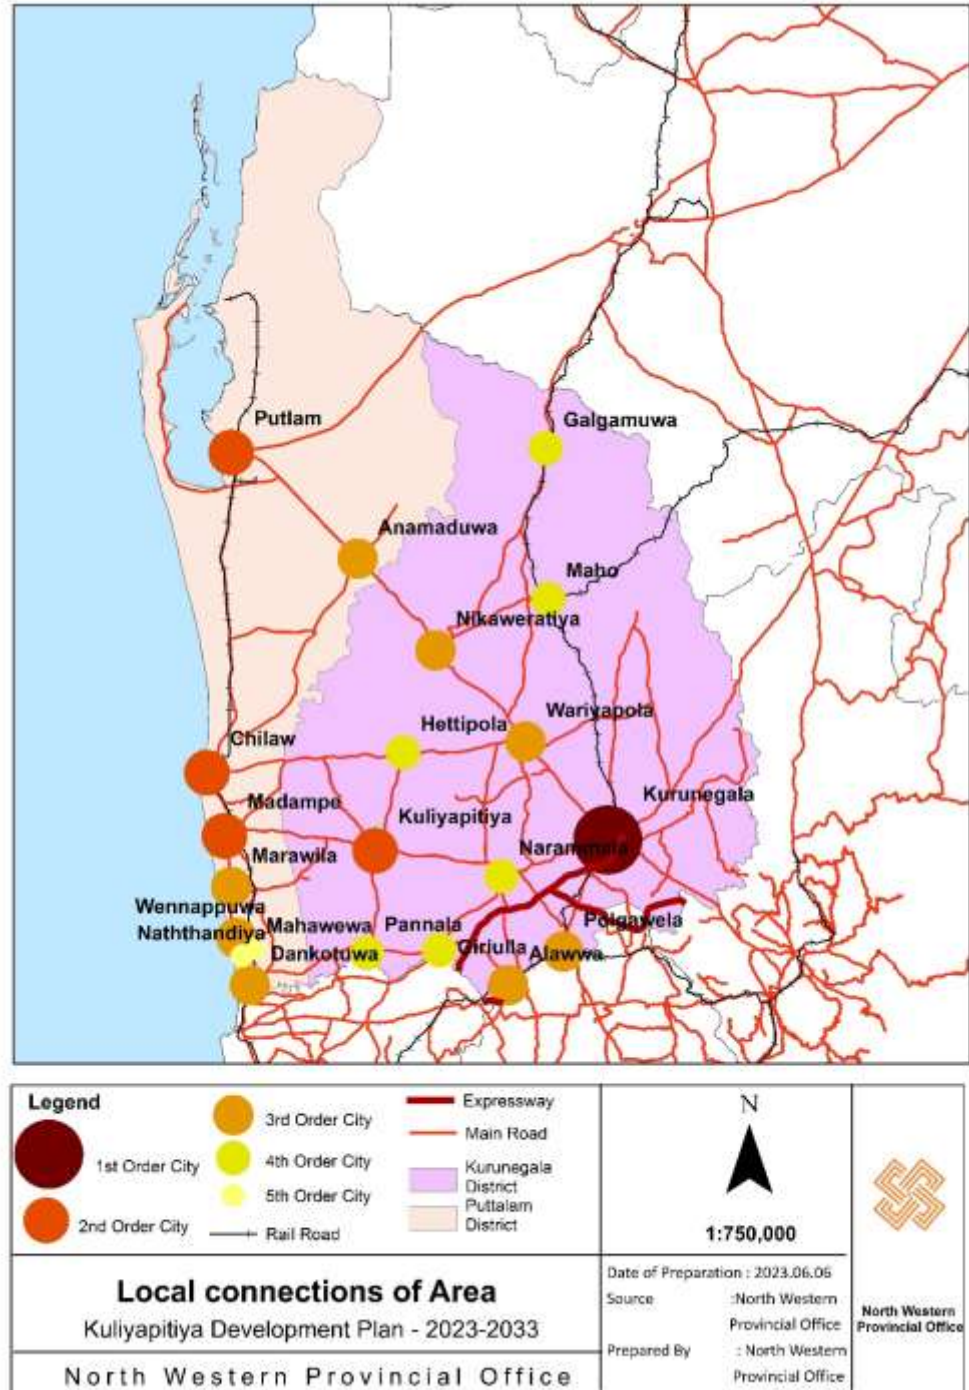 Putlam
Galgamuwa
Anamaduwa
Maho
Nikaweratiya
Wariyapola
Hettipola
Chilaw
Kurunegala
Madampe
Kuliyapitiya
Narammala
Marawila
Wennappuwa
Polgawela
Mahawewa
Pannala
Naththandiya
Giriulla
Alawwa
Dankotuwa
Legend
1st Order City
2nd Order City
3rd Order City
4th Order City
5th Order City
Rail Road
Expressway
Main Road
Kurunegala
District
Puttalam
District
N
1:750,000
Local connections of Area
Kuliyapitiya Development Plan - 2023-2033
North Western Provincial Office
Date of Preparation : 2023.06.06
Source :North Western
Provincial Office
Prepared By : North Western
Provincial Office
North Western
Provincial Office